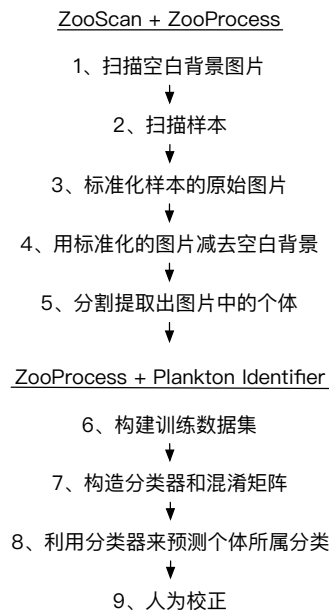 ZooScan + ZooProcess
1、扫描空白背景图片
2、扫描样本
3、标准化样本的原始图片
4、用标准化的图片减去空白背景
5、分割提取出图片中的个体
ZooProcess + Plankton Identifier
6、构建训练数据集
7、构造分类器和混淆矩阵
8、利用分类器来预测个体所属分类
9、人为校正